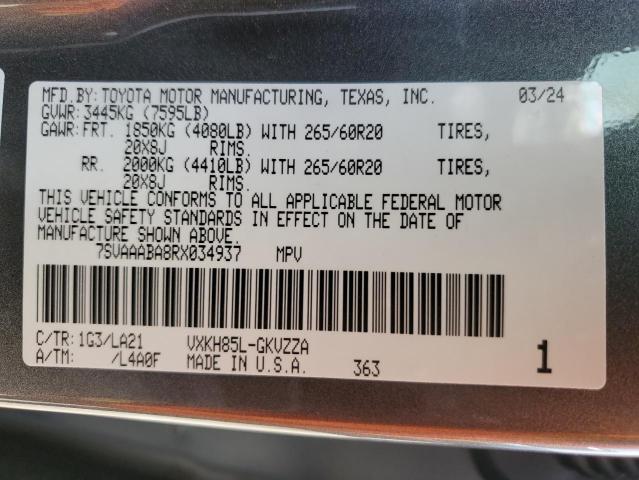 MFD.BY:TOYOTA MOTOR MANUFACTURING, TEXAS, INC. 03/24
GVWR:3445KG (7595LB)
GAWR:FRT. 1850KG (4080LB) WITH 265/60R20 TIRES,
20X8J RIMS.
RR. 2000KG (4410LB) WITH 265/60R20 TIRES,
20X8J RIMS.
THIS VEHICLE CONFORMS TO ALL APPLICABLE FEDERAL MOTOR
VEHICLE SAFETY STANDARDS IN EFFECT ON THE DATE OF
MANUFACTURE SHOWN ABOVE.
7SVAAABA8RX034937 MPV
C/TR:1G3/LA21 VXKH85L-GKVZZA
A/TM: /L4A0F MADE IN U.S.A. 363 1